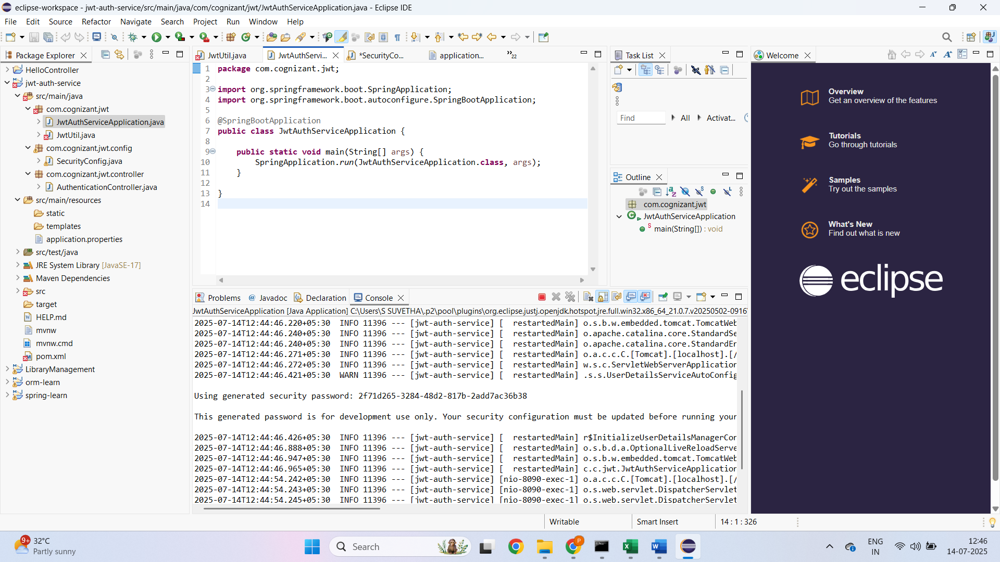 eclipse-workspace - jwt-auth-service/src/main/java/com/cognizant/jwt/JwtAuthServiceApplication.java - Eclipse IDE
File Edit Source Refactor Navigate Search Project Run Window Help
Package Explorer
HelloController
jwt-auth-service
src/main/java
com.cognizant.jwt
JwtAuthServiceApplication.java
JwtUtil.java
com.cognizant.jwt.config
SecurityConfig.java
com.cognizant.jwt.controller
AuthenticationController.java
src/main/resources
static
templates
application.properties
src/test/java
JRE System Library [JavaSE-17]
Maven Dependencies
src
target
HELP.md
mvnw
mvnw.cmd
pom.xml
LibraryManagement
orm-learn
spring-learn
JwtUtil.java JwtAuthServi... *SecurityCo... application... »22
1 package com.cognizant.jwt;
2
3 import org.springframework.boot.SpringApplication;
4 import org.springframework.boot.autoconfigure.SpringBootApplication;
5
6 @SpringBootApplication
7 public class JwtAuthServiceApplication {
8
9 public static void main(String[] args) {
10 SpringApplication.run(JwtAuthServiceApplication.class, args);
11 }
12
13 }
14
Problems @ Javadoc Declaration Console
JwtAuthServiceApplication [Java Application] C:\Users\S SUVETHA\.p2\pool\plugins\org.eclipse.justj.openjdk.hotspot.jre.full.win32.x86_64_21.0.7.v20250502-0916
2025-07-14T12:44:46.220+05:30 INFO 11396 --- [jwt-auth-service] [ restartedMain] o.s.b.w.embedded.tomcat.TomcatWeb
2025-07-14T12:44:46.240+05:30 INFO 11396 --- [jwt-auth-service] [ restartedMain] o.apache.catalina.core.StandardSe
2025-07-14T12:44:46.240+05:30 INFO 11396 --- [jwt-auth-service] [ restartedMain] o.apache.catalina.core.StandardEn
2025-07-14T12:44:46.271+05:30 INFO 11396 --- [jwt-auth-service] [ restartedMain] o.a.c.c.C.[Tomcat].[localhost].[/
2025-07-14T12:44:46.272+05:30 INFO 11396 --- [jwt-auth-service] [ restartedMain] w.s.c.ServletWebServerApplication
2025-07-14T12:44:46.421+05:30 WARN 11396 --- [jwt-auth-service] [ restartedMain] .s.s.UserDetailsServiceAutoConfig
Using generated security password: 2f71d265-3284-48d2-817b-2add7ac36b38
This generated password is for development use only. Your security configuration must be updated before running your
2025-07-14T12:44:46.426+05:30 INFO 11396 --- [jwt-auth-service] [ restartedMain] r$InitializeUserDetailsManagerCon
2025-07-14T12:44:46.888+05:30 INFO 11396 --- [jwt-auth-service] [ restartedMain] o.s.b.d.a.OptionalLiveReloadServe
2025-07-14T12:44:46.947+05:30 INFO 11396 --- [jwt-auth-service] [ restartedMain] o.s.b.w.embedded.tomcat.TomcatWeb
2025-07-14T12:44:46.965+05:30 INFO 11396 --- [jwt-auth-service] [ restartedMain] c.c.jwt.JwtAuthServiceApplication
2025-07-14T12:44:54.242+05:30 INFO 11396 --- [jwt-auth-service] [nio-8090-exec-1] o.a.c.c.C.[Tomcat].[localhost].[/
2025-07-14T12:44:54.243+05:30 INFO 11396 --- [jwt-auth-service] [nio-8090-exec-1] o.s.web.servlet.DispatcherServlet
2025-07-14T12:44:54.245+05:30 INFO 11396 --- [jwt-auth-service] [nio-8090-exec-1] o.s.web.servlet.DispatcherServlet
Task List
Find All Activat...
Outline
com.cognizant.jwt
JwtAuthServiceApplication
main(String[]) : void
Welcome
Overview
Get an overview of the features
Tutorials
Go through tutorials
Samples
Try out the samples
What's New
Find out what is new
eclipse
Writable Smart Insert 14 : 1 : 326
9+
32°C
Partly sunny
Search
P
ENG
IN
12:46
14-07-2025